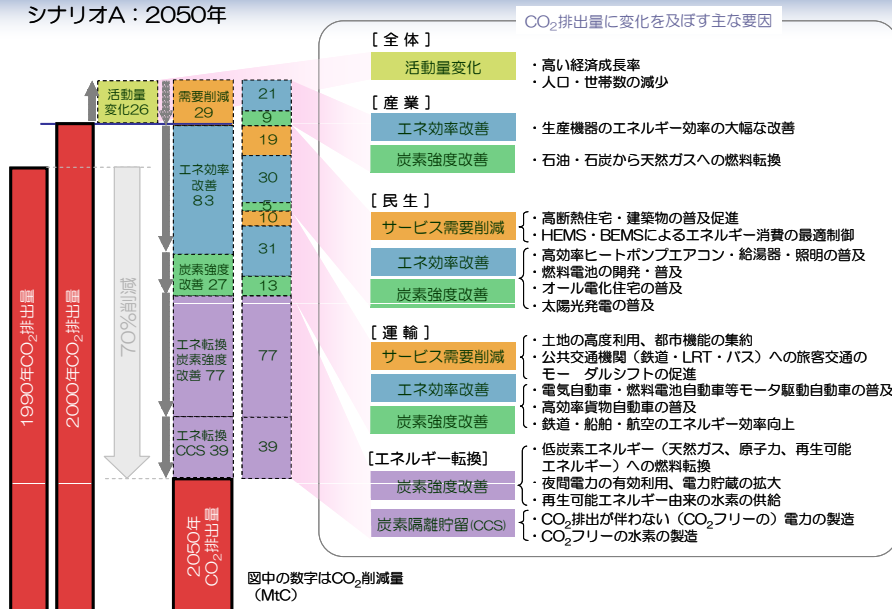 シナリオA：2050年
CO2排出量に変化を及ぼす主な要因
活動量
変化26
需要削減
29
エネ効率
改善
83
炭素強度
改善 27
エネ転換
炭素強度
改善 77
エネ転換
CCS 39
21
9
19
30
5
10
31
13
77
39
1990年CO2排出量
2000年CO2排出量
70%削減
2050年
CO2排出量
図中の数字はCO2削減量
（MtC）
［ 全 体 ］
活動量変化
・高い経済成長率
・人口・世帯数の減少
［ 産 業 ］
エネ効率改善
・生産機器のエネルギー効率の大幅な改善
炭素強度改善
・石油・石炭から天然ガスへの燃料転換
［ 民 生 ］
サービス需要削減
・高断熱住宅・建築物の普及促進
・HEMS・BEMSによるエネルギー消費の最適制御
エネ効率改善
炭素強度改善
・高効率ヒートポンプエアコン・給湯器・照明の普及
・燃料電池の開発・普及
・オール電化住宅の普及
・太陽光発電の普及
［ 運 輸 ］
サービス需要削減
・土地の高度利用、都市機能の集約
・公共交通機関（鉄道・LRT・バス）への旅客交通の
モー　ダルシフトの促進
エネ効率改善
炭素強度改善
・電気自動車・燃料電池自動車等モータ駆動自動車の普及
・高効率貨物自動車の普及
・鉄道・船舶・航空のエネルギー効率向上
［エネルギー転換］
炭素強度改善
・低炭素エネルギー（天然ガス、原子力、再生可能
エネルギー）への燃料転換
・夜間電力の有効利用、電力貯蔵の拡大
・再生可能エネルギー由来の水素の供給
炭素隔離貯留(CCS)
・CO2排出が伴わない（CO2フリーの）電力の製造
・CO2フリーの水素の製造